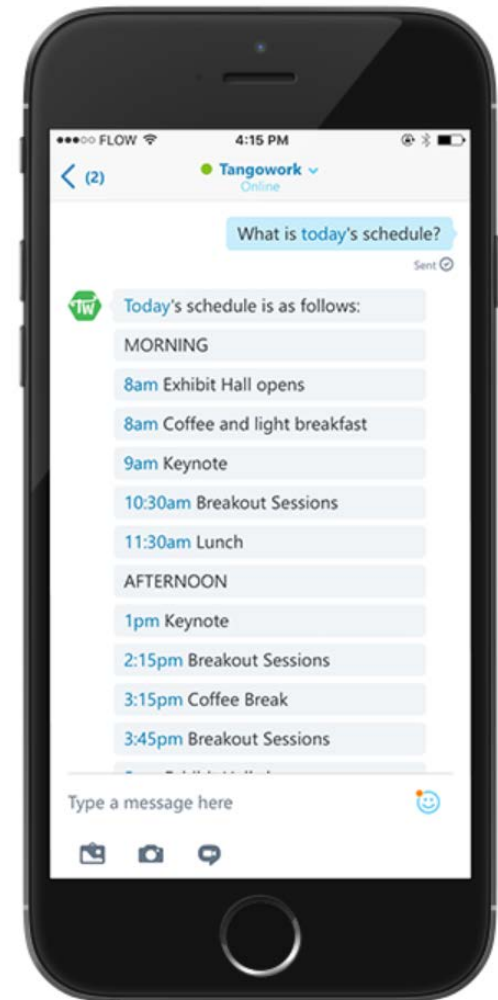 FLOW
4:15 PM
(2)
Tangowork
Online
What is today's schedule?
Sent
TW
Today's schedule is as follows:
MORNING
8am Exhibit Hall opens
8am Coffee and light breakfast
9am Keynote
10:30am Breakout Sessions
11:30am Lunch
AFTERNOON
1pm Keynote
2:15pm Breakout Sessions
3:15pm Coffee Break
3:45pm Breakout Sessions
Type a message here